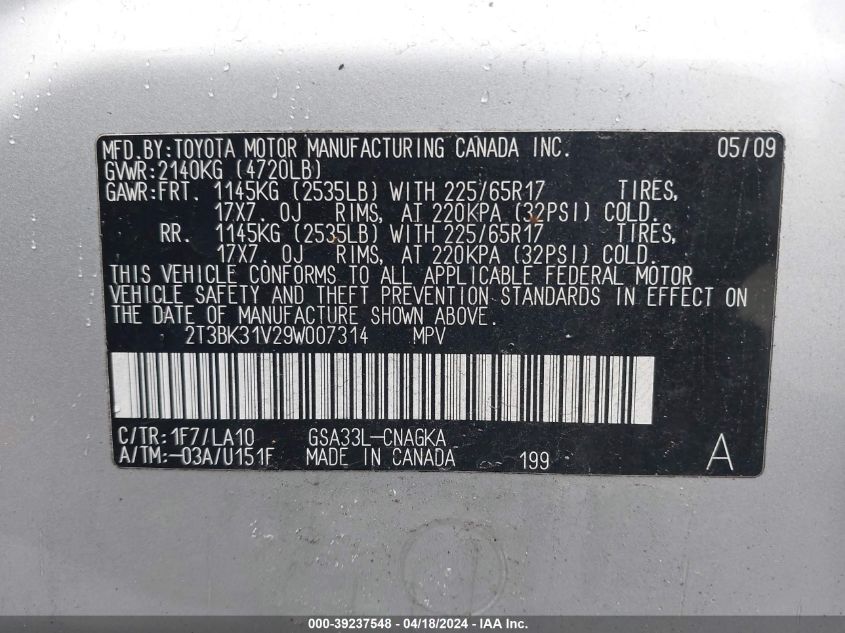 MFD.BY:TOYOTA MOTOR MANUFACTURING CANADA INC. 05/09
GVWR:2140KG (4720LB)
GAWR:FRT. 1145KG (2535LB) WITH 225/65R17 TIRES,
17X7.0J RIMS, AT 220KPA (32PSI) COLD.
RR. 1145KG (2535LB) WITH 225/65R17 TIRES,
17X7.0J RIMS, AT 220KPA (32PSI) COLD.
THIS VEHICLE CONFORMS TO ALL APPLICABLE FEDERAL MOTOR
VEHICLE SAFETY AND THEFT PREVENTION STANDARDS IN EFFECT ON
THE DATE OF MANUFACTURE SHOWN ABOVE.
2T3BK31V29W007314 MPV
C/TR:1F7/LA10 GSA33L-CNAGKA
A/TM:-03A/U151F MADE IN CANADA 199 A
000-39237548 - 04/18/2024 - IAA Inc.